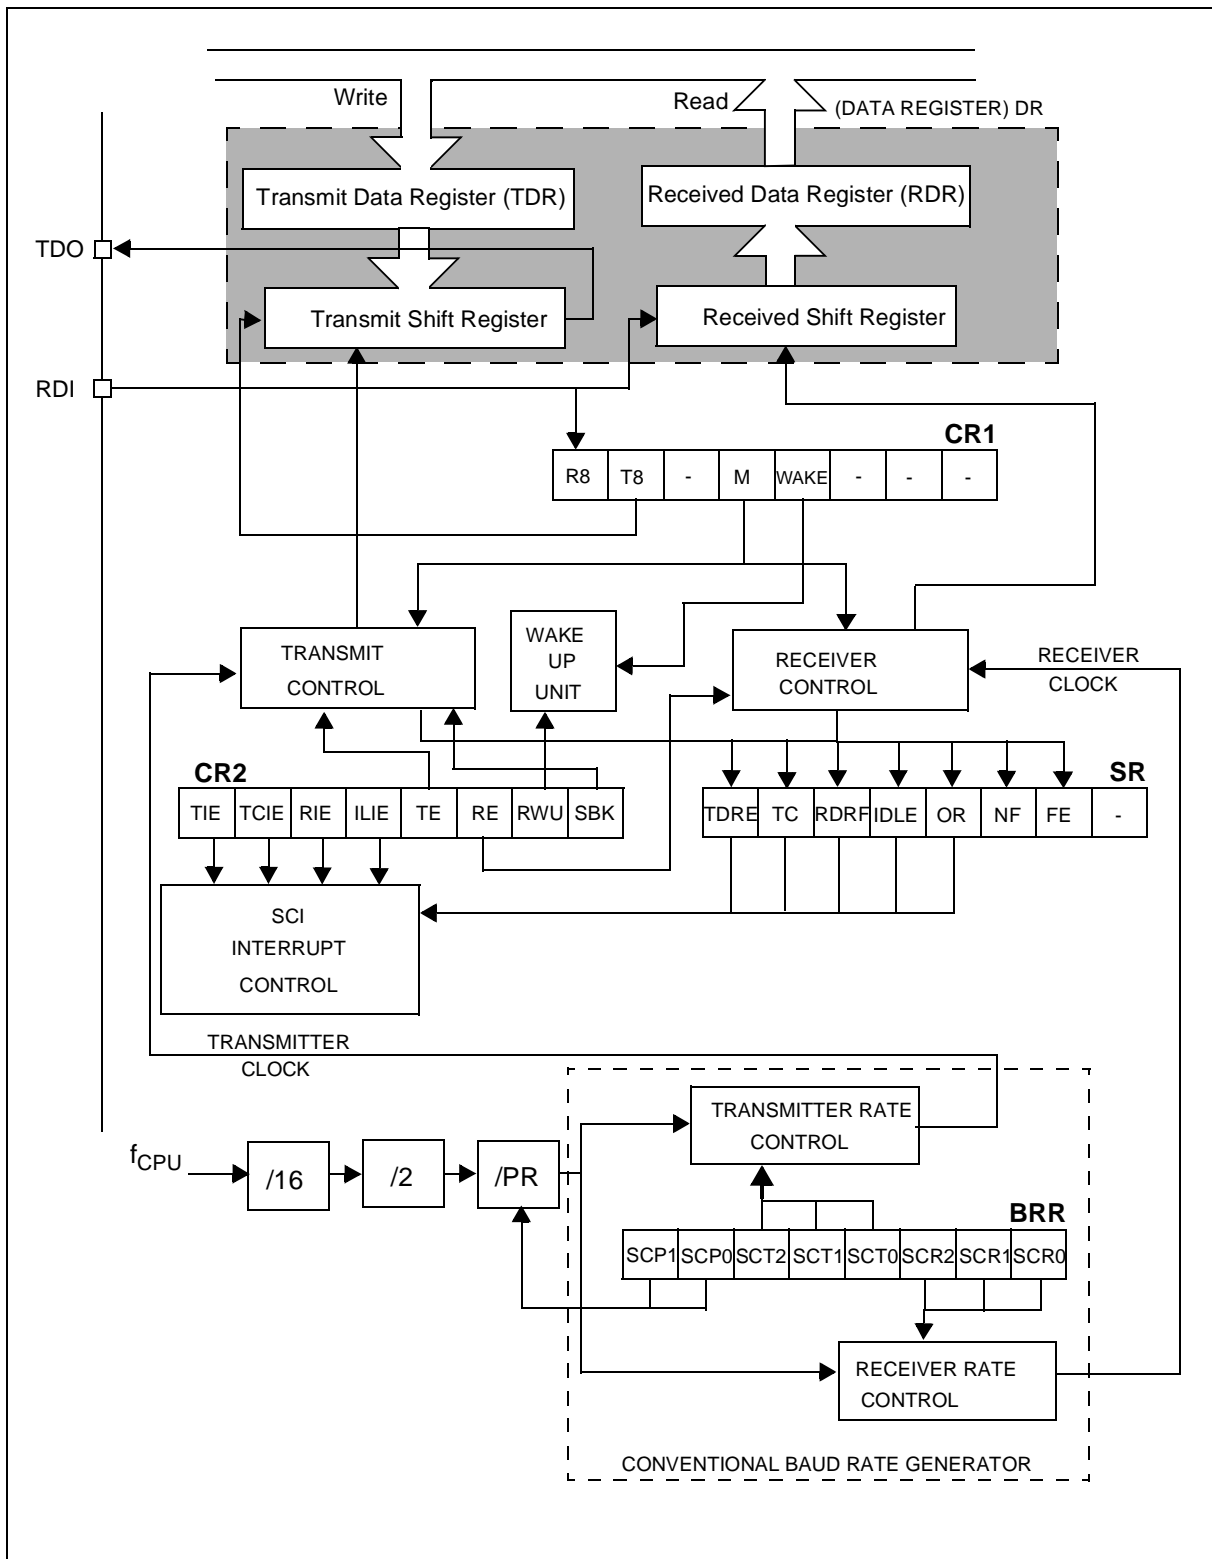 Write
Read
(DATA REGISTER) DR
Transmit Data Register (TDR)
Received Data Register (RDR)
TDO
Transmit Shift Register
Received Shift Register
RDI
CR1
R8 T8 - M WAKE - - -
TRANSMIT
CONTROL
WAKE
UP
UNIT
RECEIVER
CONTROL
RECEIVER
CLOCK
CR2
SR
TIE TCIE RIE ILIE TE RE RWU SBK
TDRE TC RDRF IDLE OR NF FE -
SCI
INTERRUPT
CONTROL
TRANSMITTER
CLOCK
TRANSMITTER RATE
CONTROL
fCPU
/16
/2
/PR
BRR
SCP1 SCP0 SCT2 SCT1 SCT0 SCR2 SCR1 SCR0
RECEIVER RATE
CONTROL
CONVENTIONAL BAUD RATE GENERATOR